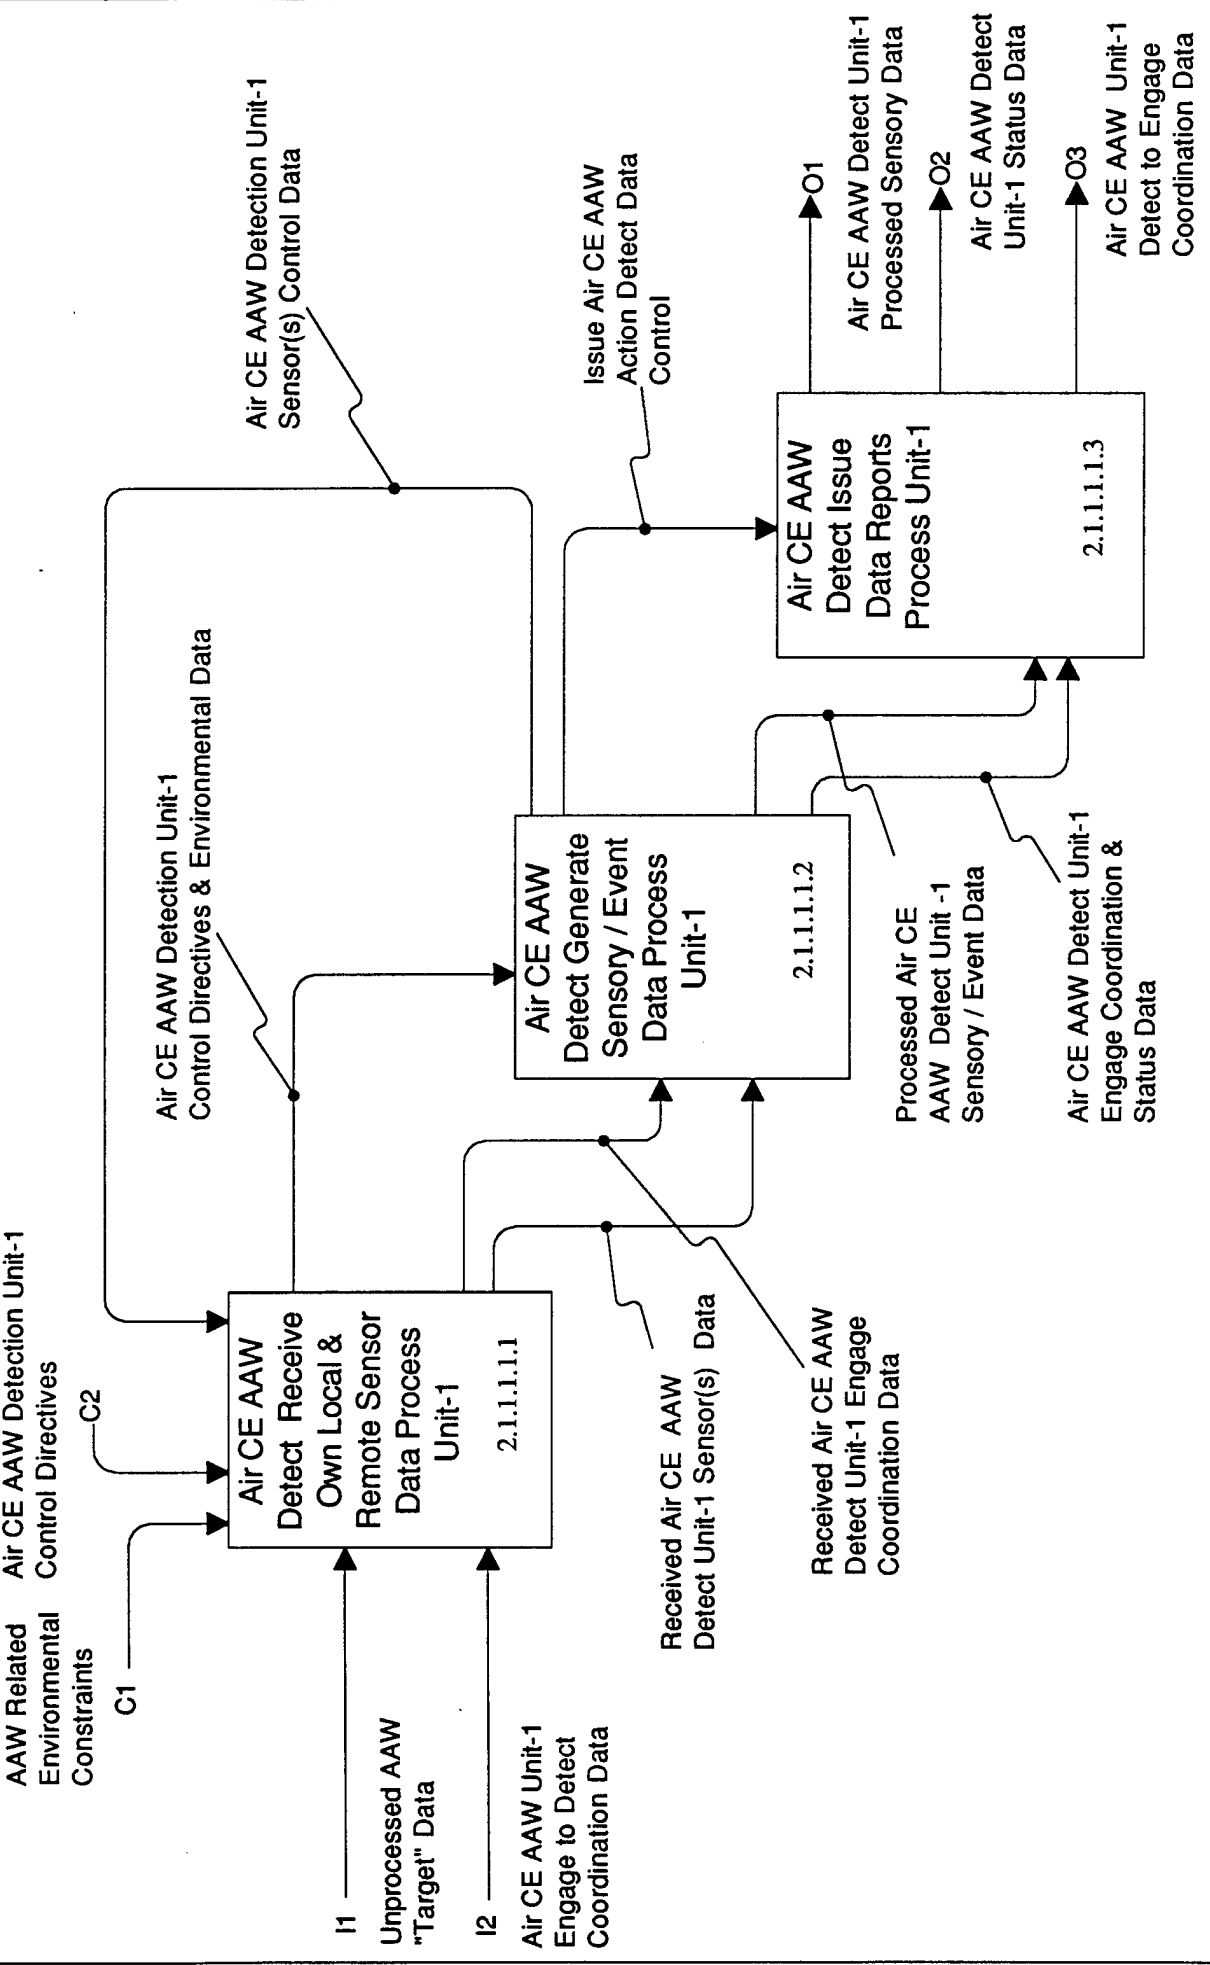 AAW Related
Environmental
Constraints
C1
Air CE AAW Detection Unit-1
Control Directives
C2
I1
Unprocessed AAW
"Target" Data
I2
Air CE AAW Unit-1
Engage to Detect
Coordination Data
Air CE AAW
Detect Receive
Own Local &
Remote Sensor
Data Process
Unit-1
2.1.1.1.1.1
Air CE AAW Detection Unit-1
Control Directives & Environmental Data
Air CE AAW Detection Unit-1
Sensor(s) Control Data
Received Air CE AAW
Detect Unit-1 Sensor(s) Data
Received Air CE AAW
Detect Unit-1 Engage
Coordination Data
Air CE AAW
Detect Generate
Sensory / Event
Data Process
Unit-1
2.1.1.1.1.2
Issue Air CE AAW
Action Detect Data
Control
Processed Air CE
AAW Detect Unit -1
Sensory / Event Data
Air CE AAW Detect Unit-1
Engage Coordination &
Status Data
Air CE AAW
Detect Issue
Data Reports
Process Unit-1
2.1.1.1.1.3
O1
Air CE AAW Detect Unit-1
Processed Sensory Data
O2
Air CE AAW Detect
Unit-1 Status Data
O3
Air CE AAW Unit-1
Detect to Engage
Coordination Data